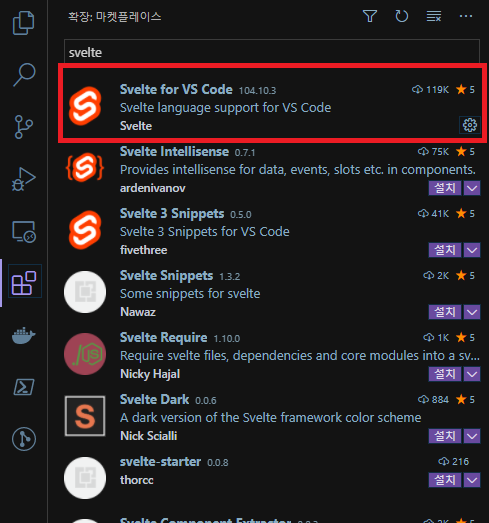 확장: 마켓플레이스
svelte
Svelte for VS Code 104.10.3 119K 5
Svelte language support for VS Code
Svelte
Svelte Intellisense 0.7.1 75K 5
Provides intellisense for data, events, slots etc. in components.
ardenivanov 설치
Svelte 3 Snippets 0.5.0 41K 5
Svelte 3 Snippets for VS Code
fivethree 설치
Svelte Snippets 1.3.2 2K 5
Some snippets for svelte
Nawaz 설치
Svelte Require 1.10.0 1K 5
Require svelte files, dependencies and core modules into a sv...
Nicky Hajal 설치
Svelte Dark 0.0.6 884 5
A dark version of the Svelte framework color scheme
Nick Scialli 설치
svelte-starter 0.0.8 216
thorcc 설치
Svelte Component Extractor 0.0.3